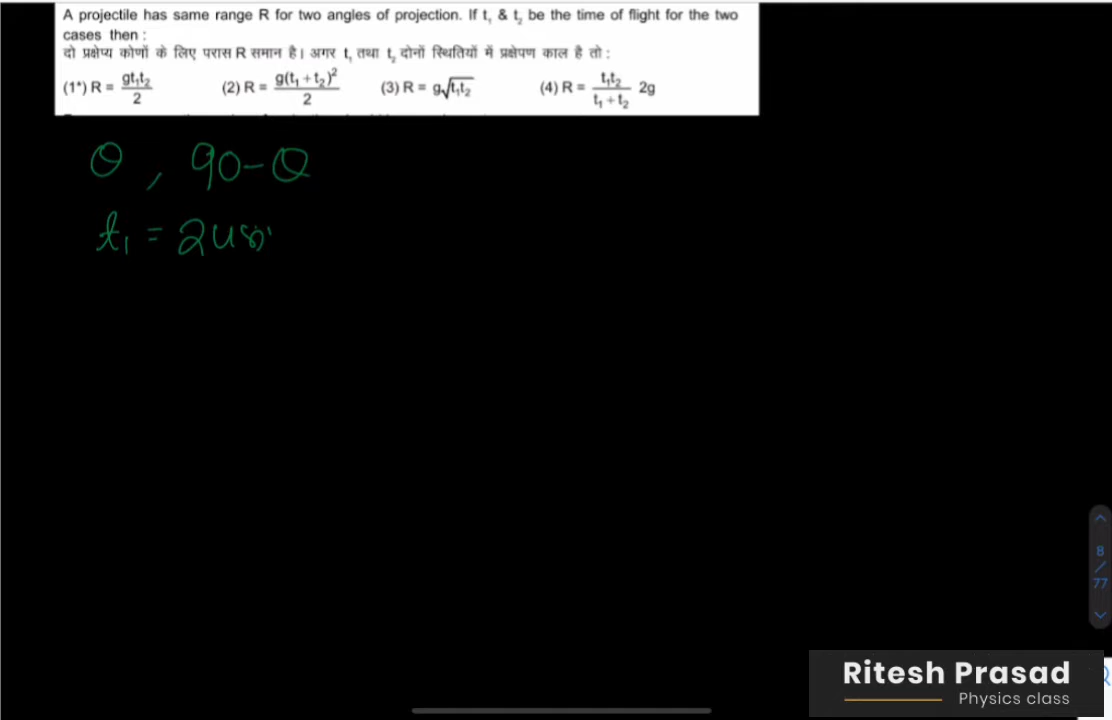 A projectile has same range R for two angles of projection. If t₁ & t₂ be the time of flight for the two
cases then :
दो प्रक्षेप्य कोणों के लिए परास R समान है। अगर t₁ तथा t₂ दोनों स्थितियों में प्रक्षेपण काल है तो :
(1*) R = gt₁t₂/2 (2) R = g(t₁ + t₂)²/2 (3) R = g√t₁t₂ (4) R = t₁t₂/t₁ + t₂ 2g
θ , 90-θ
t₁ = 2usi
8
/
77
Ritesh Prasad
Physics class